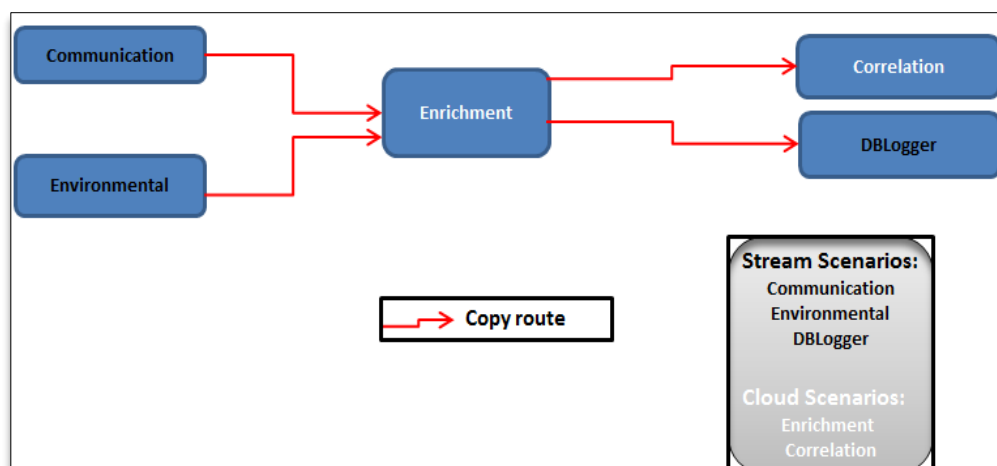 Communication
Environmental
Enrichment
Correlation
DBLogger
Copy route
Stream Scenarios:
Communication
Environmental
DBLogger
Cloud Scenarios:
Enrichment
Correlation